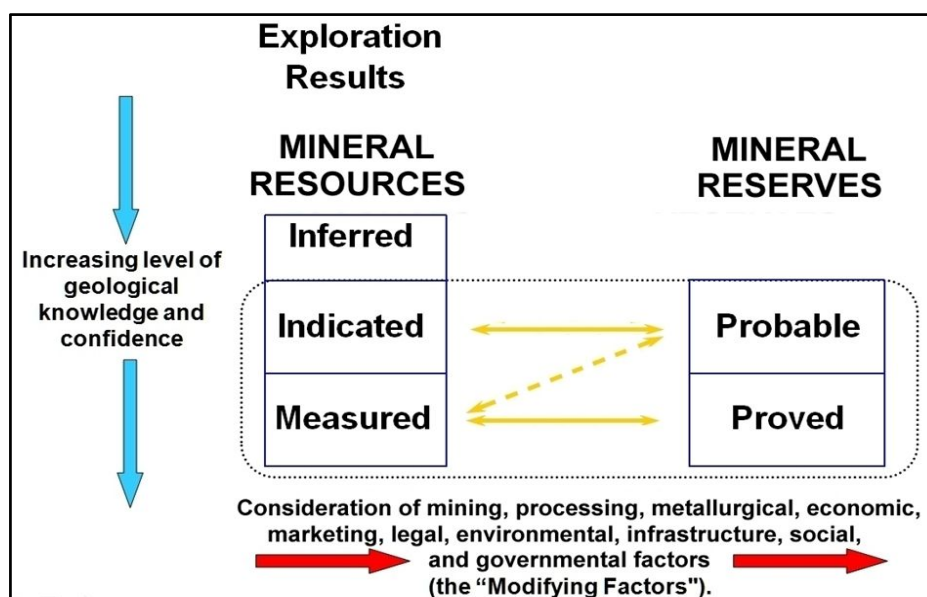 Exploration
Results
MINERAL
RESOURCES
MINERAL
RESERVES
Inferred
Increasing level of
geological
knowledge and
confidence
Indicated
Probable
Measured
Proved
Consideration of mining, processing, metallurgical, economic,
marketing, legal, environmental, infrastructure, social,
and governmental factors
(the “Modifying Factors").